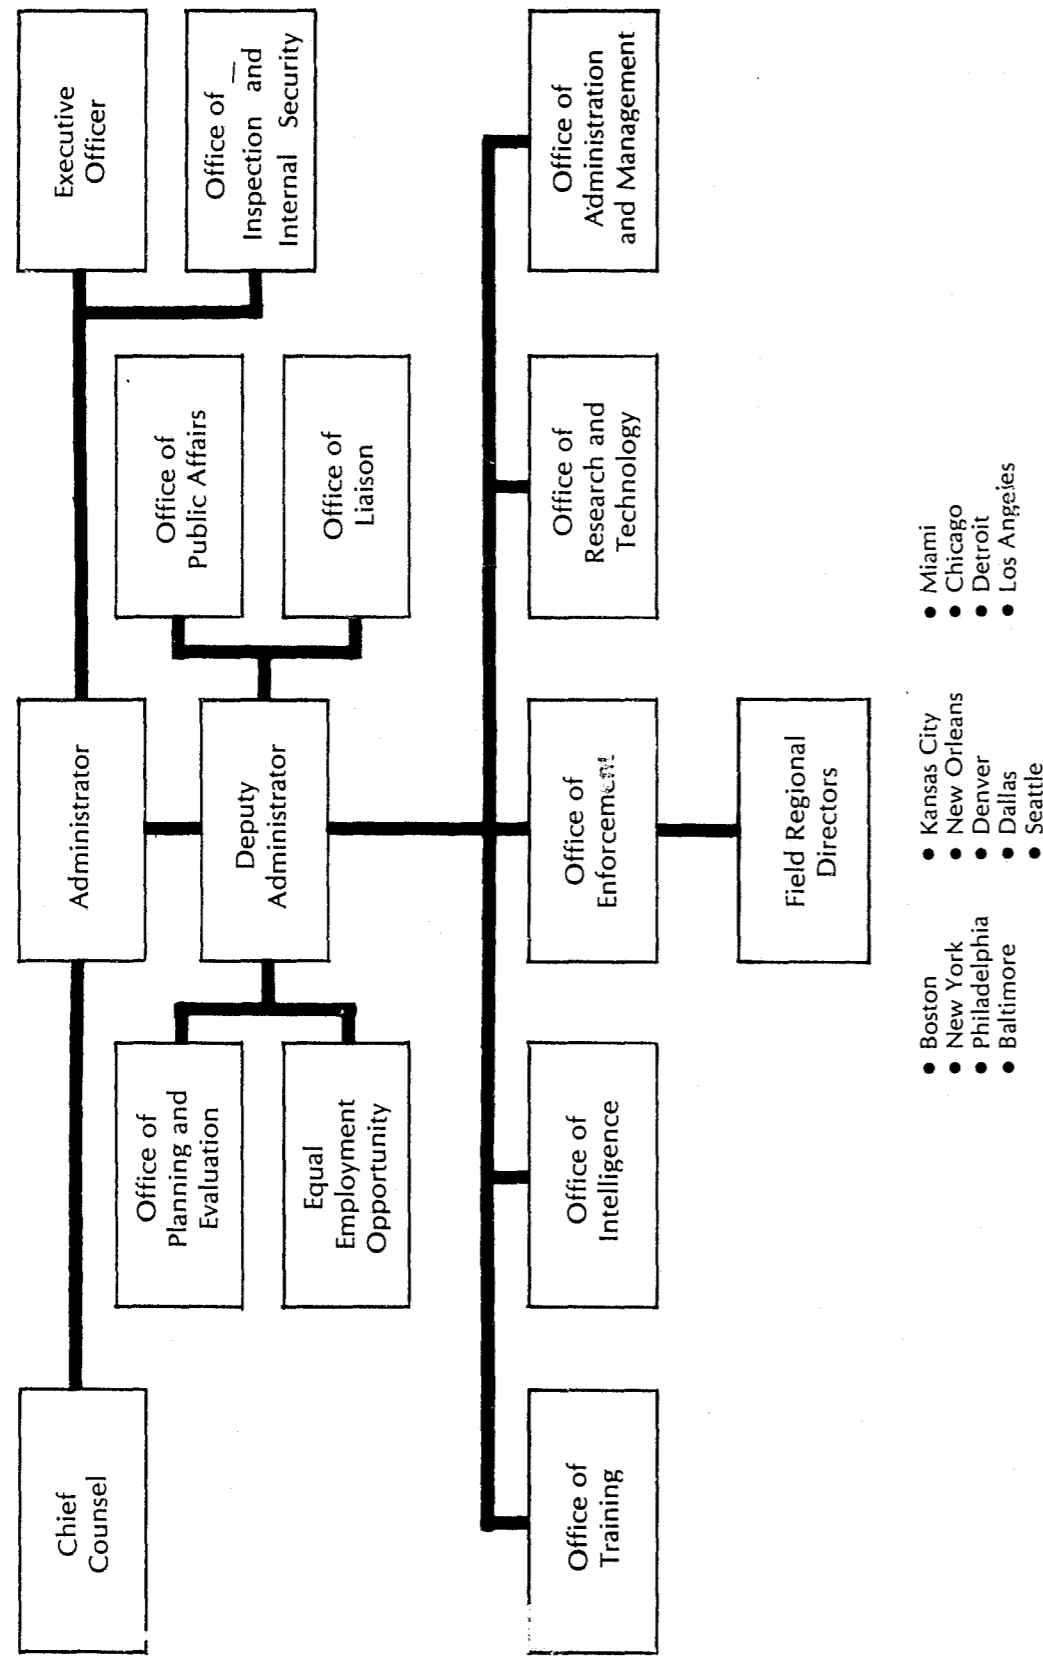 Chief
Counsel
Administrator
Executive
Officer
Office of
Inspection and
Internal Security
Office of
Planning and
Evaluation
Equal
Employment
Opportunity
Deputy
Administrator
Office of
Public Affairs
Office of
Liaison
Office of
Training
Office of
Intelligence
Office of
Enforcement
Office of
Research and
Technology
Office of
Administration
and Management
Field Regional
Directors
• Boston
• New York
• Philadelphia
• Baltimore
• Kansas City
• New Orleans
• Denver
• Dallas
• Seattle
• Miami
• Chicago
• Detroit
• Los Angeles